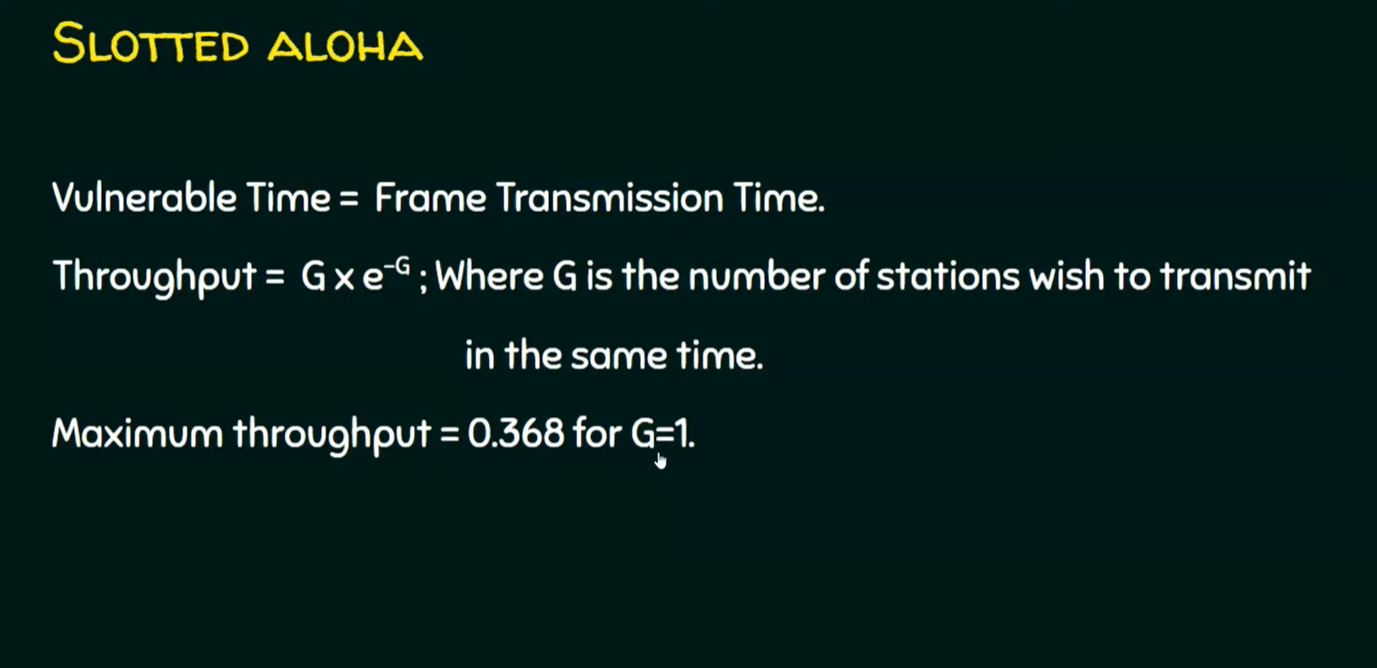 SLOTTED ALOHA
Vulnerable Time = Frame Transmission Time.
Throughput = G x e⁻ᴳ ; Where G is the number of stations wish to transmit
in the same time.
Maximum throughput = 0.368 for G=1.